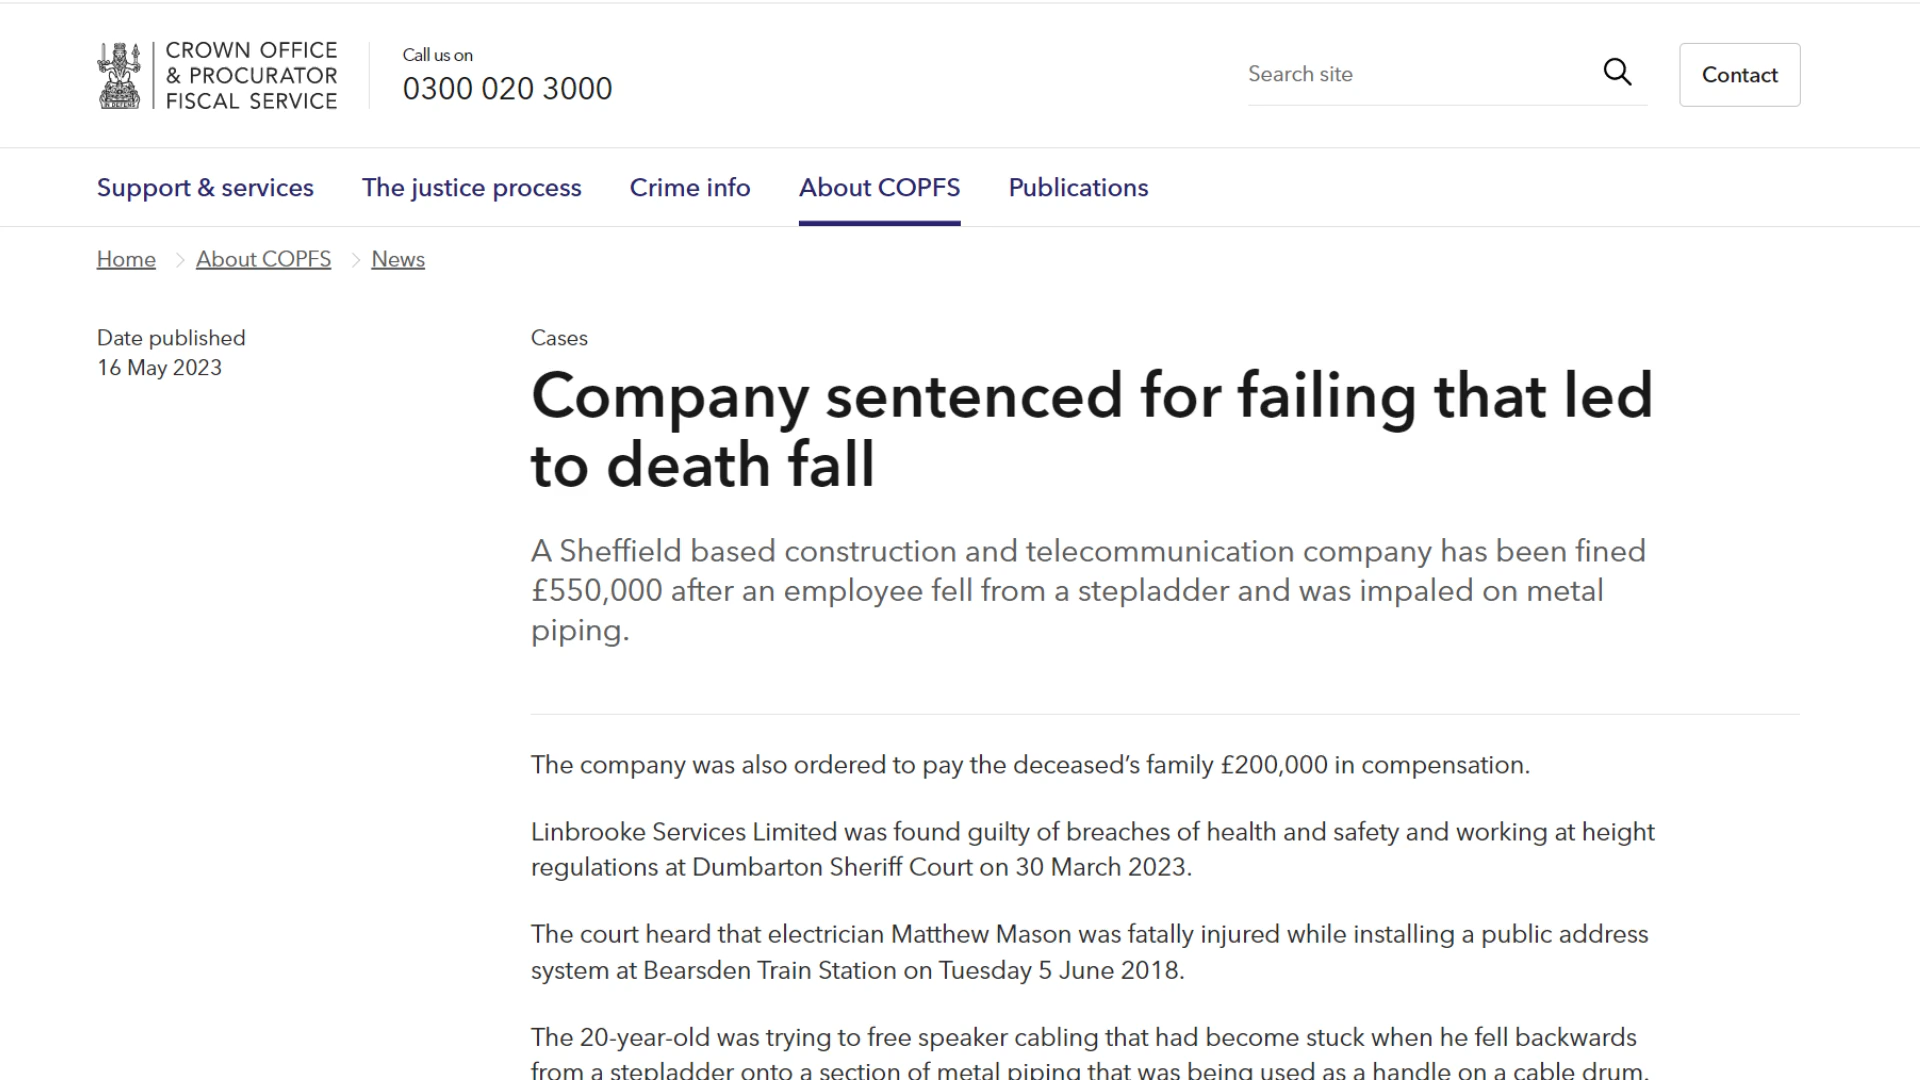 CROWN OFFICE
& PROCURATOR
FISCAL SERVICE
Call us on
0300 020 3000
Search site
Contact
Support & services
The justice process
Crime info
About COPFS
Publications
Home
About COPFS
News
Date published
16 May 2023
Cases
Company sentenced for failing that led
to death fall
A Sheffield based construction and telecommunication company has been fined
£550,000 after an employee fell from a stepladder and was impaled on metal
piping.
The company was also ordered to pay the deceased’s family £200,000 in compensation.
Linbrooke Services Limited was found guilty of breaches of health and safety and working at height
regulations at Dumbarton Sheriff Court on 30 March 2023.
The court heard that electrician Matthew Mason was fatally injured while installing a public address
system at Bearsden Train Station on Tuesday 5 June 2018.
The 20-year-old was trying to free speaker cabling that had become stuck when he fell backwards
from a stepladder onto a section of metal piping that was being used as a handle on a cable drum.